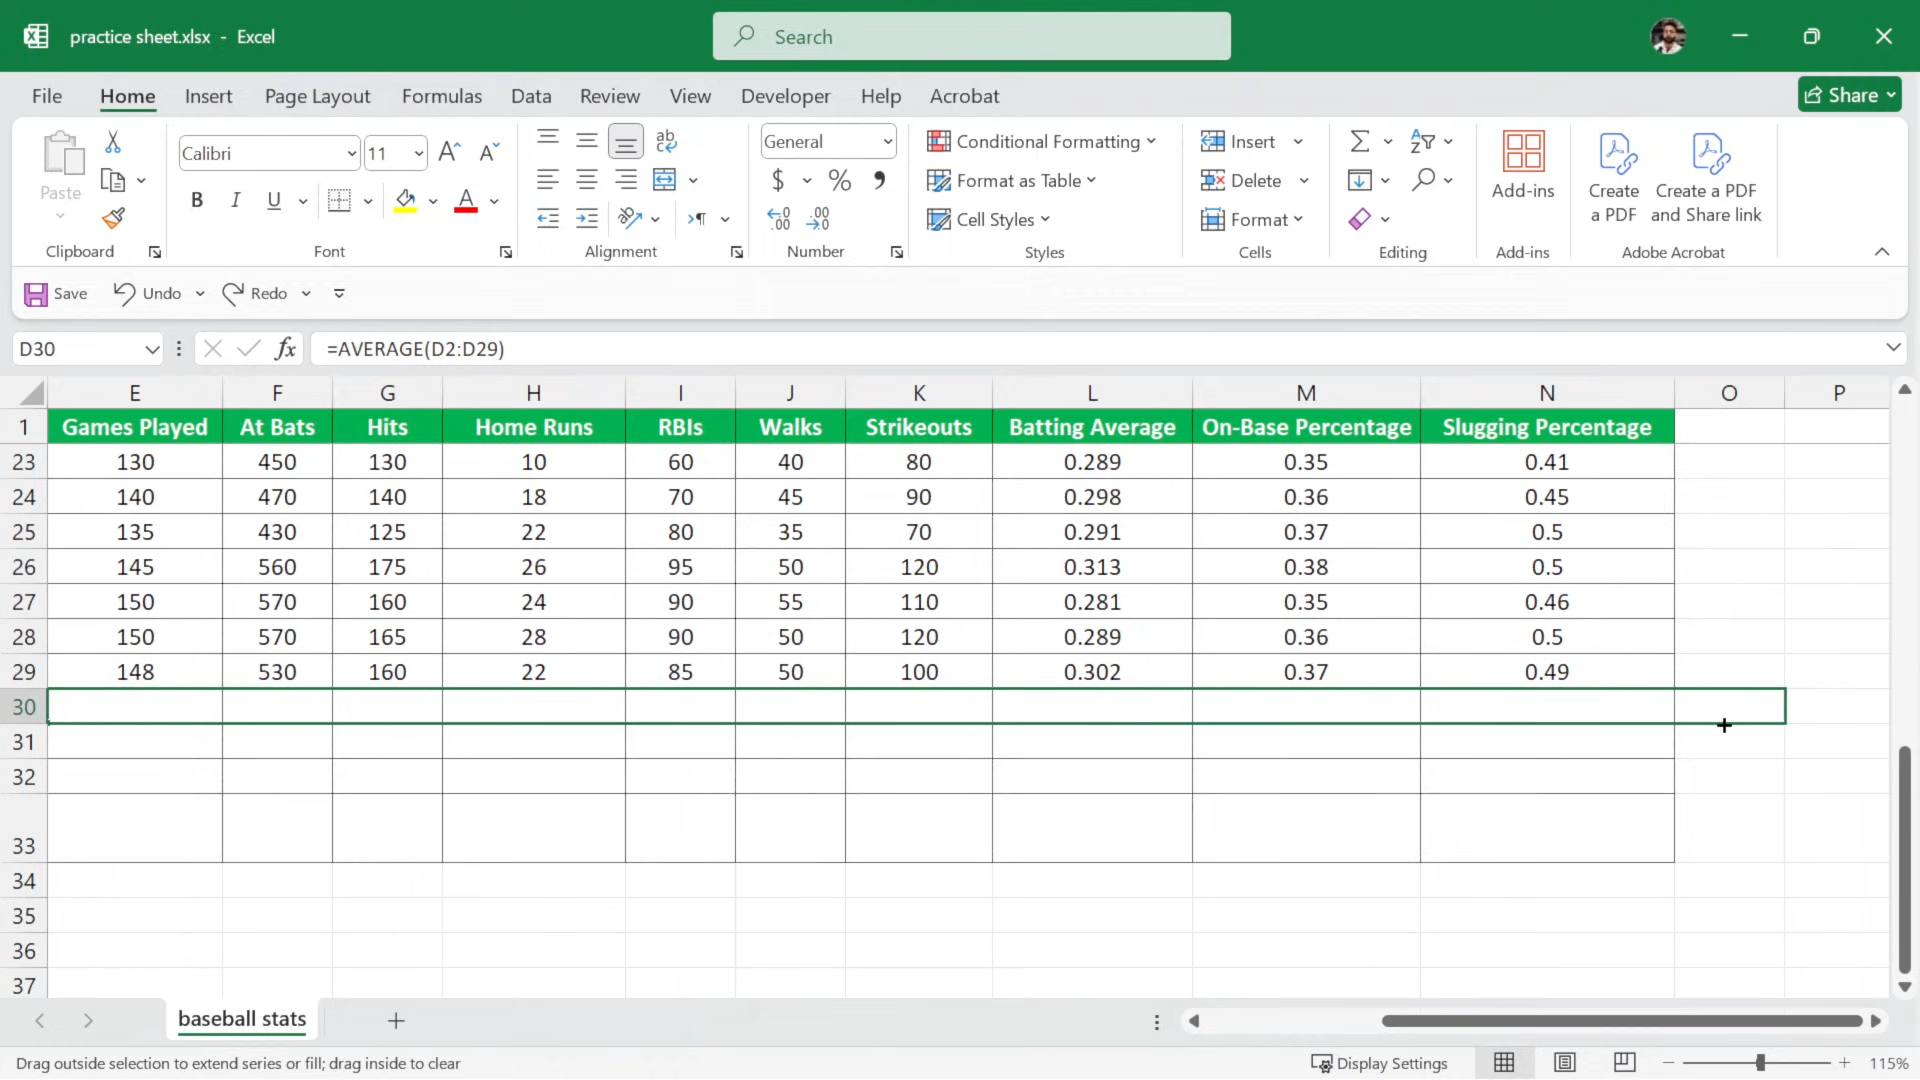 practice sheet.xlsx - Excel
Search
File Home Insert Page Layout Formulas Data Review View Developer Help Acrobat Share
Paste
Clipboard
Calibri 11
B I U A
Font
ab
Alignment
General
$ % ,
Number
Conditional Formatting
Format as Table
Cell Styles
Styles
Insert
Delete
Format
Cells
Editing
Add-ins
Add-ins
Create a PDF
Create a PDF and Share link
Adobe Acrobat
Save Undo Redo
D30 fx =AVERAGE(D2:D29)
E F G H I J K L M N O P
1 Games Played At Bats Hits Home Runs RBIs Walks Strikeouts Batting Average On-Base Percentage Slugging Percentage
23 130 450 130 10 60 40 80 0.289 0.35 0.41
24 140 470 140 18 70 45 90 0.298 0.36 0.45
25 135 430 125 22 80 35 70 0.291 0.37 0.5
26 145 560 175 26 95 50 120 0.313 0.38 0.5
27 150 570 160 24 90 55 110 0.281 0.35 0.46
28 150 570 165 28 90 50 120 0.289 0.36 0.5
29 148 530 160 22 85 50 100 0.302 0.37 0.49
30
31
32
33
34
35
36
37
baseball stats
Drag outside selection to extend series or fill; drag inside to clear
Display Settings
115%